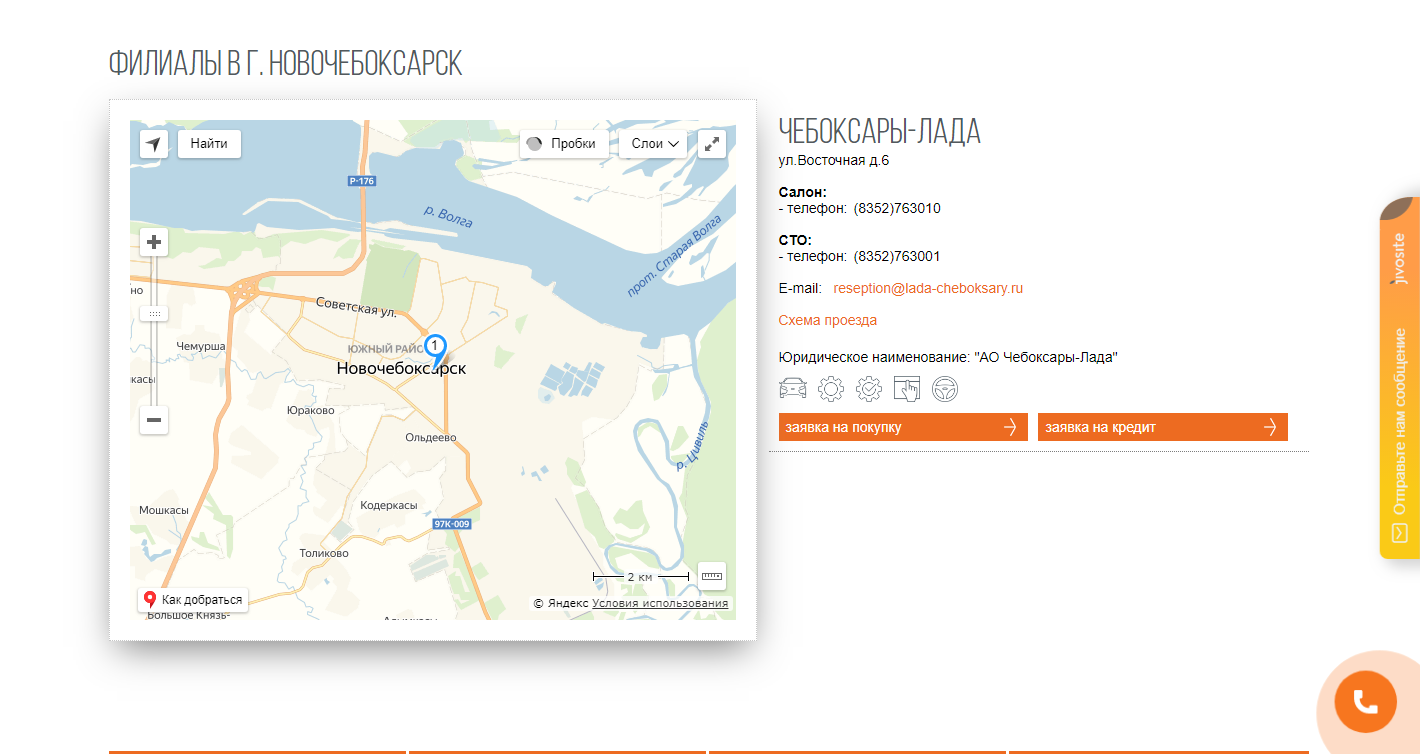 ФИЛИАЛЫ В Г. НОВОЧЕБОКСАРСК
Найти
Пробки
Слои
Р-176
р. Волга
прот. Старая Волга
но
Советская ул.
Чемурша
ЮЖНЫЙ РАЙО
1
Новочебоксарск
касы
Юраково
Ольдеево
р. Цивиль
Кодеркасы
Мошкасы
97К-009
Толиково
2 км
Как добраться
© Яндекс Условия использования
Большое Князь-
ЧЕБОКСАРЫ-ЛАДА
ул.Восточная д.6
Салон:
- телефон: (8352)763010
СТО:
- телефон: (8352)763001
E-mail: reseption@lada-cheboksary.ru
Схема проезда
Юридическое наименование: "АО Чебоксары-Лада"
заявка на покупку
заявка на кредит
jivosite
Отправьте нам сообщение